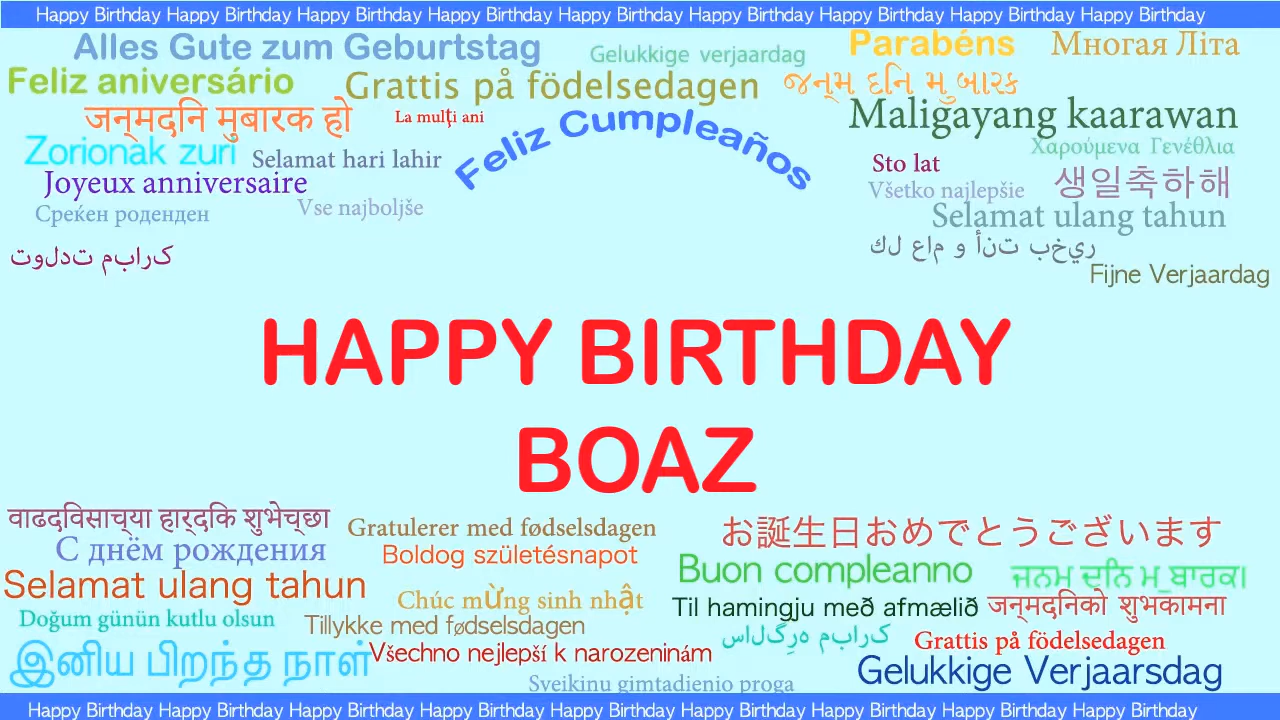 Happy Birthday Happy Birthday Happy Birthday Happy Birthday Happy Birthday Happy Birthday Happy Birthday Happy Birthday Happy Birthday
Alles Gute zum Geburtstag
Gelukkige verjaardag
Parabéns
Многая Літа
Feliz aniversário
Grattis på födelsedagen
જન્મ દિન મુબારક
जन्मदिन मुबारक हो
La mulţi ani
Feliz Cumpleaños
Maligayang kaarawan
Zorionak zuri
Selamat hari lahir
Sto lat
Χαρούμενα Γενέθλια
Joyeux anniversaire
Všetko najlepšie
생일축하해
Среќен роденден
Vse najboljše
Selamat ulang tahun
تولدت مبارک
كل عام و أنت بخير
Fijne Verjaardag
HAPPY BIRTHDAY
BOAZ
वाढदिवसाच्या हार्दिक शुभेच्छा
Gratulerer med fødselsdagen
お誕生日おめでとうございます
С днём рождения
Boldog születésnapot
Buon compleanno
ਜਨਮ ਦਿਨ ਮੁਬਾਰਕ।
Selamat ulang tahun
Chúc mừng sinh nhật
Til hamingju með afmælið
जन्मदिनको शुभकामना
Doğum günün kutlu olsun
Tillykke med fødselsdagen
سالگرہ مبارک
Grattis på födelsedagen
இனிய பிறந்த நாள்
Všechno nejlepší k narozeninám
Gelukkige Verjaarsdag
Sveikinu gimtadienio proga
Happy Birthday Happy Birthday Happy Birthday Happy Birthday Happy Birthday Happy Birthday Happy Birthday Happy Birthday Happy Birthday